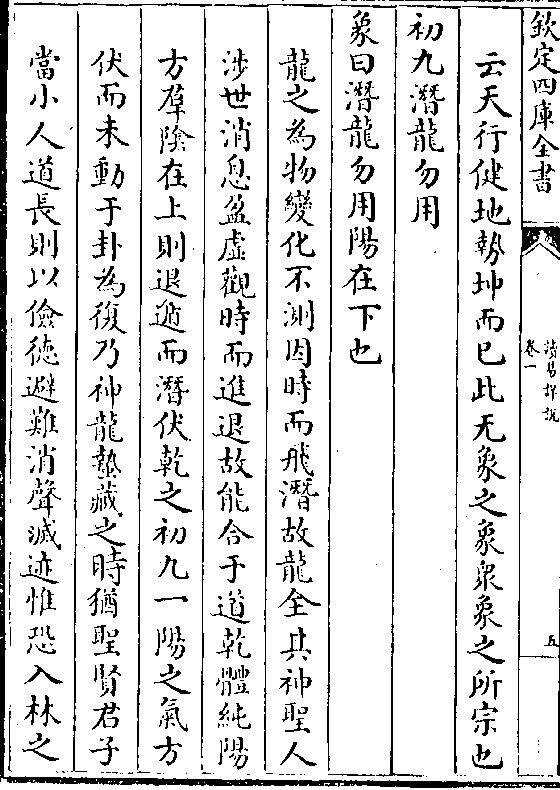 欽定四庫全書
讀易詳說
卷一
五
云天行健地勢坤而已此无象之象衆象之所宗也
初九潛龍勿用
象曰潛龍勿用陽在下也
龍之為物變化不測因時而飛潛故龍全其神聖人
涉世消息盈虛觀時而進退故能合于道乾體純陽
方羣陰在上則退遁而潛伏乾之初九一陽之氣方
伏而未動于卦為復乃神龍蟄藏之時猶聖賢君子
當小人道長則以儉徳避難消聲滅迹惟恐入林之